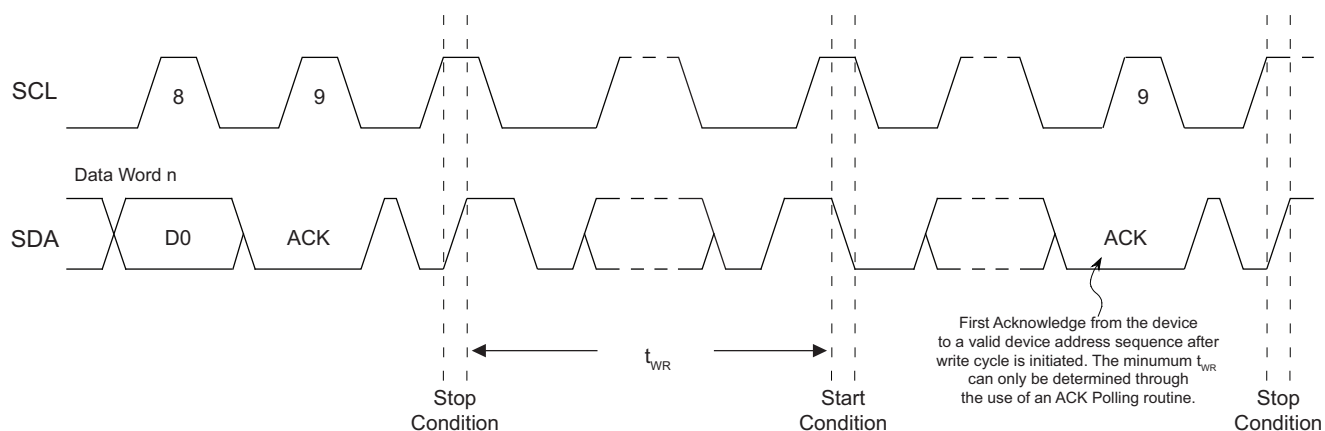 SCL
8
9
9
Data Word n
SDA
D0
ACK
ACK
First Acknowledge from the device
to a valid device address sequence after
write cycle is initiated. The minumum tWR
can only be determined through
the use of an ACK Polling routine.
tWR
Stop
Condition
Start
Condition
Stop
Condition